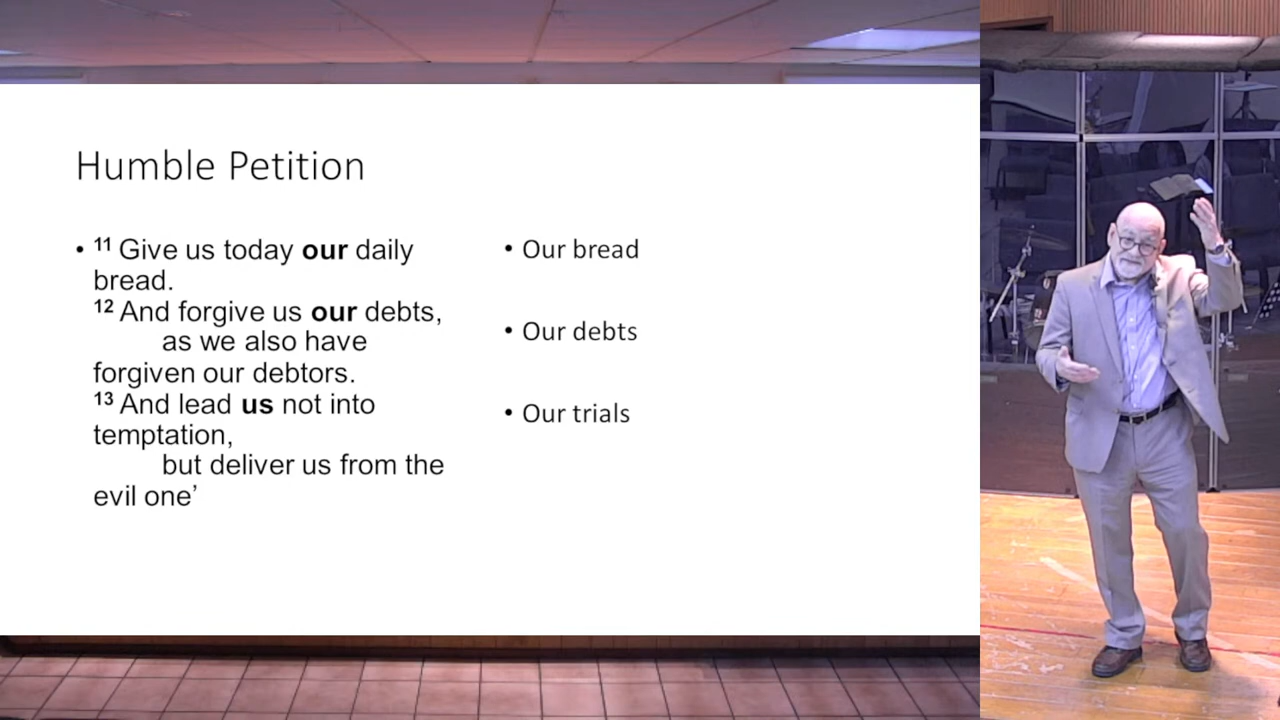 Humble Petition
• ¹¹ Give us today our daily
bread.
¹² And forgive us our debts,
as we also have
forgiven our debtors.
¹³ And lead us not into
temptation,
but deliver us from the
evil one’
• Our bread
• Our debts
• Our trials